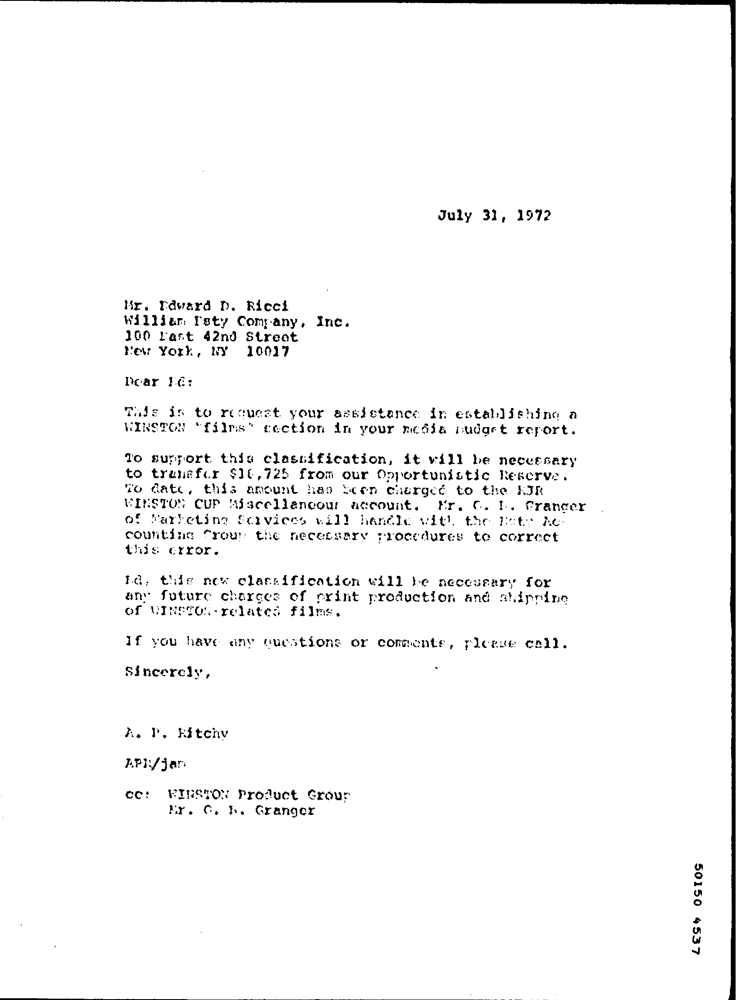 July 31, 1972
Mr. Edward D. Ricci
William Esty Company, Inc.
100 East 42nd Street
New York, NY 10017
Dear Ed:
This is to request your assistance in establishing a
WINSTON "films" section in your media budget report.
To support this classification, it will be necessary
to transfer $16,725 from our Opportunistic Reserve.
To date, this amount has been charged to the RJR
WINSTON CUP Miscellaneour account. Mr. G. Granger
of Marketing Services will handle with the Esty Ac-
counting Group the necessary procedures to correct
this error.
Ed, this new classification will be necessary for
any future charges of print production and shipping
of WINSTON-related films.
If you have any questions or comments, please call.
Sincerely,
A. P. Ritchy
APR/jan
cc: WINSTON Product Group
Mr. G. Granger
50150 4537